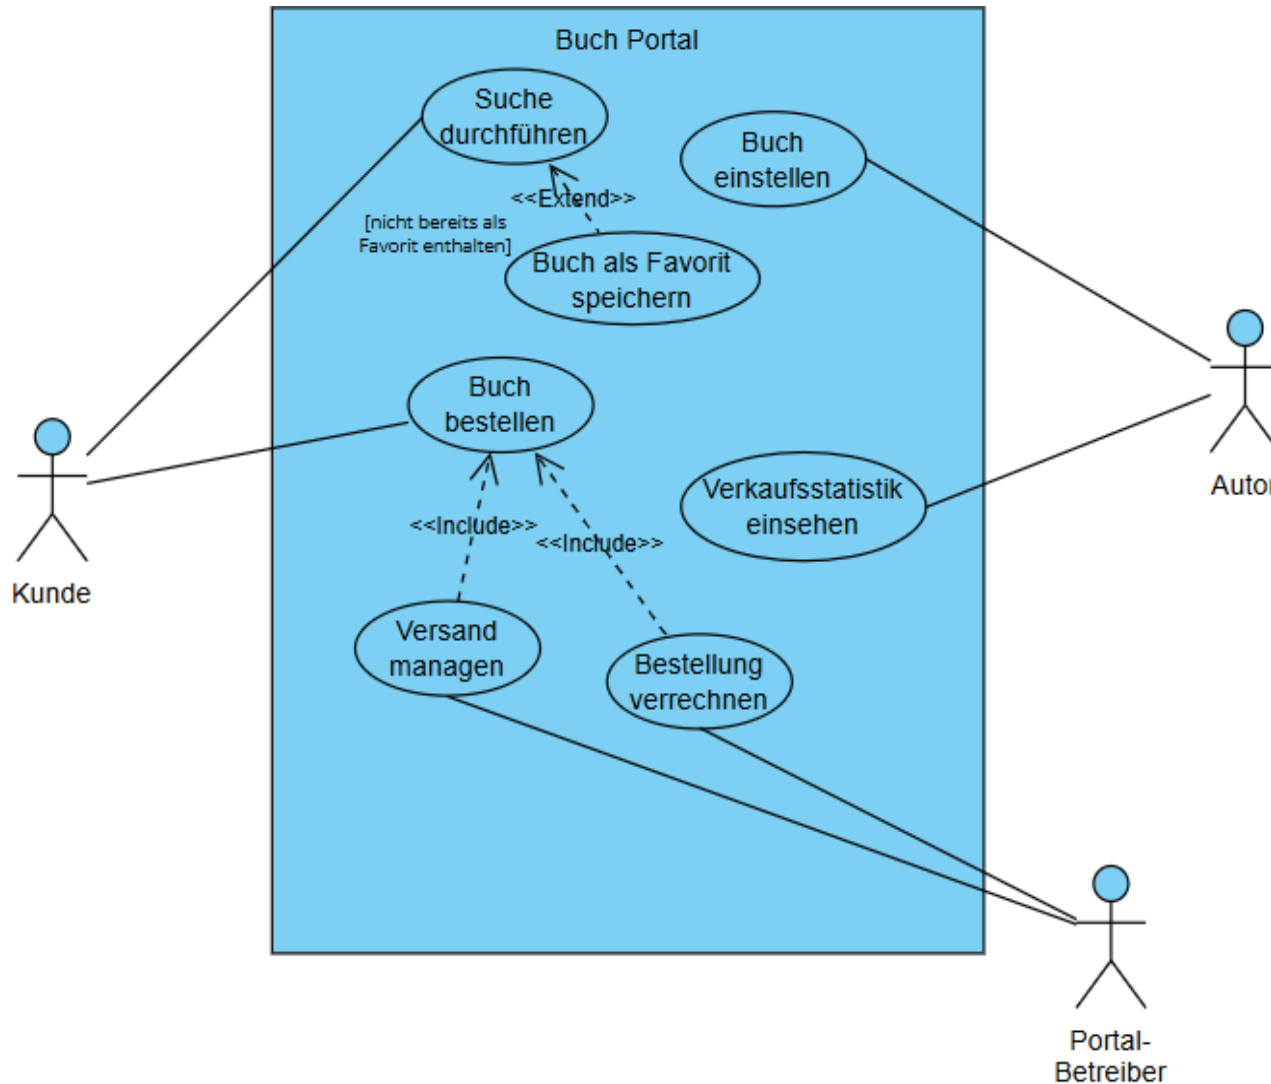 Buch Portal
Suche
durchführen
Buch
einstellen
<<Extend>>
[nicht bereits als
Favorit enthalten]
Buch als Favorit
speichern
Buch
bestellen
Autor
Verkaufsstatistik
einsehen
<<Include>>
<<Include>>
Kunde
Versand
managen
Bestellung
verrechnen
Portal-
Betreiber